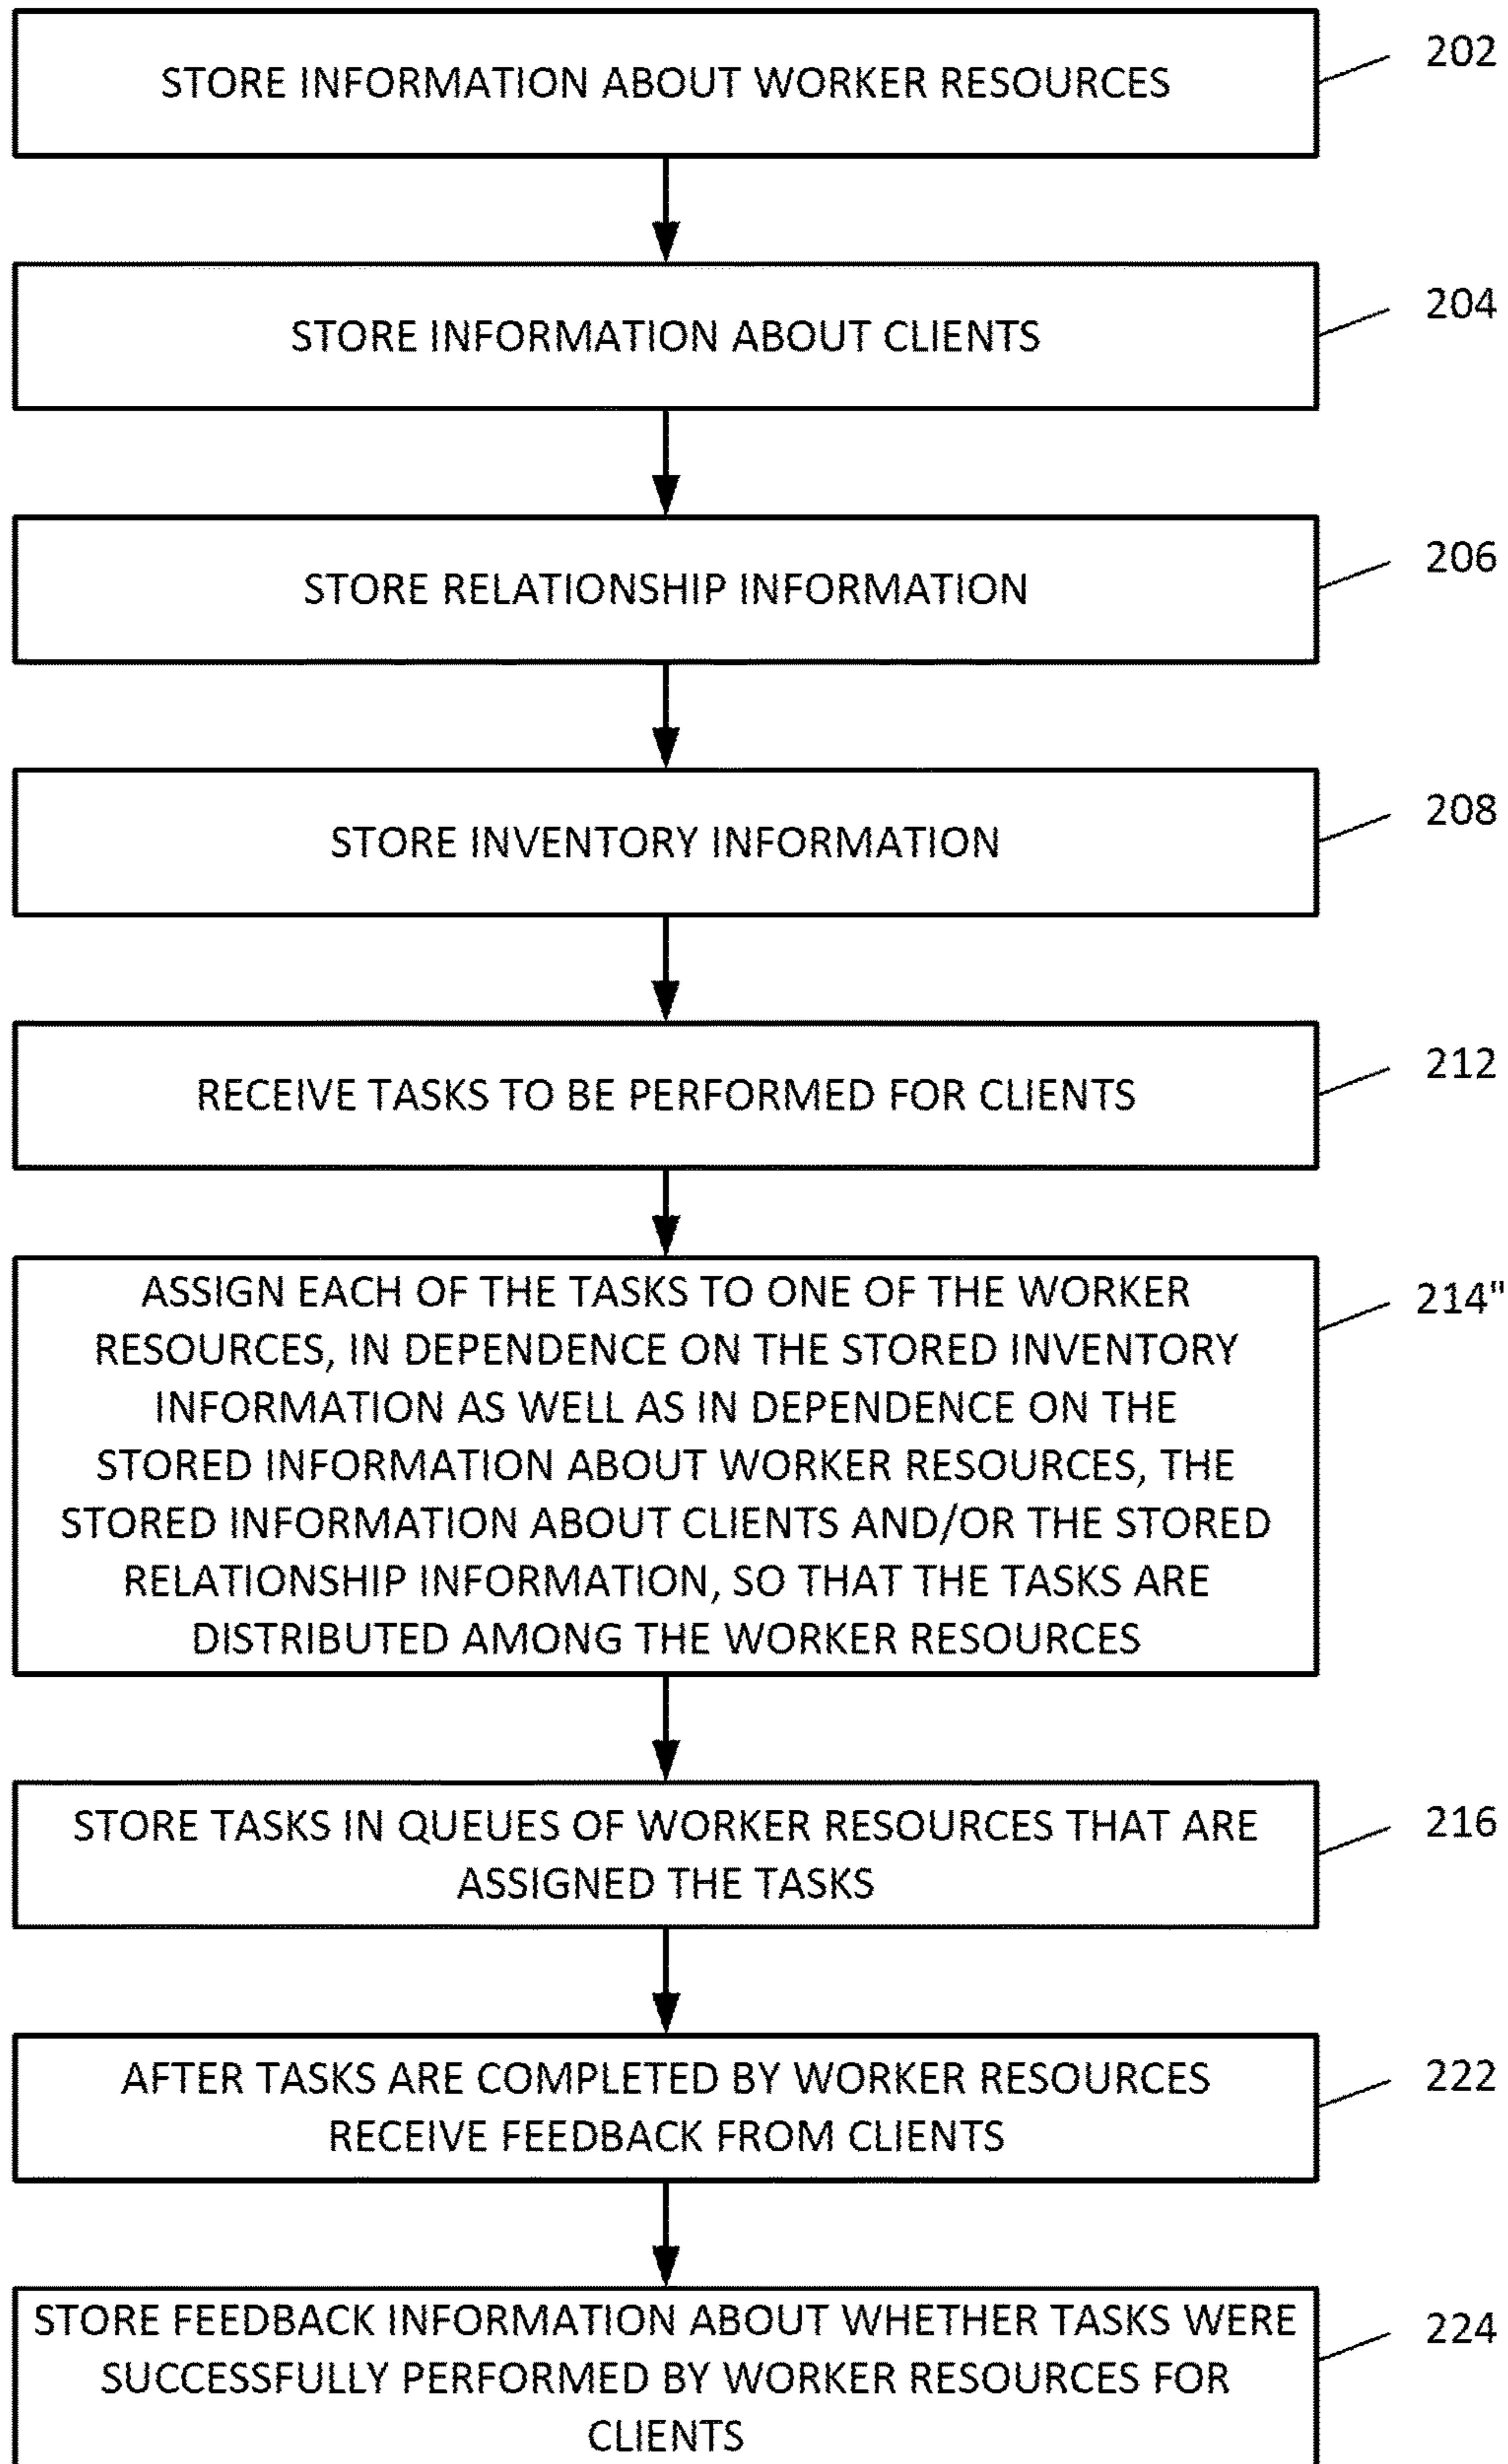 STORE INFORMATION ABOUT WORKER RESOURCES
202
STORE INFORMATION ABOUT CLIENTS
204
STORE RELATIONSHIP INFORMATION
206
STORE INVENTORY INFORMATION
208
RECEIVE TASKS TO BE PERFORMED FOR CLIENTS
212
ASSIGN EACH OF THE TASKS TO ONE OF THE WORKER
RESOURCES, IN DEPENDENCE ON THE STORED INVENTORY
INFORMATION AS WELL AS IN DEPENDENCE ON THE
STORED INFORMATION ABOUT WORKER RESOURCES, THE
STORED INFORMATION ABOUT CLIENTS AND/OR THE STORED
RELATIONSHIP INFORMATION, SO THAT THE TASKS ARE
DISTRIBUTED AMONG THE WORKER RESOURCES
214"
STORE TASKS IN QUEUES OF WORKER RESOURCES THAT ARE
ASSIGNED THE TASKS
216
AFTER TASKS ARE COMPLETED BY WORKER RESOURCES
RECEIVE FEEDBACK FROM CLIENTS
222
STORE FEEDBACK INFORMATION ABOUT WHETHER TASKS WERE
SUCCESSFULLY PERFORMED BY WORKER RESOURCES FOR
CLIENTS
224